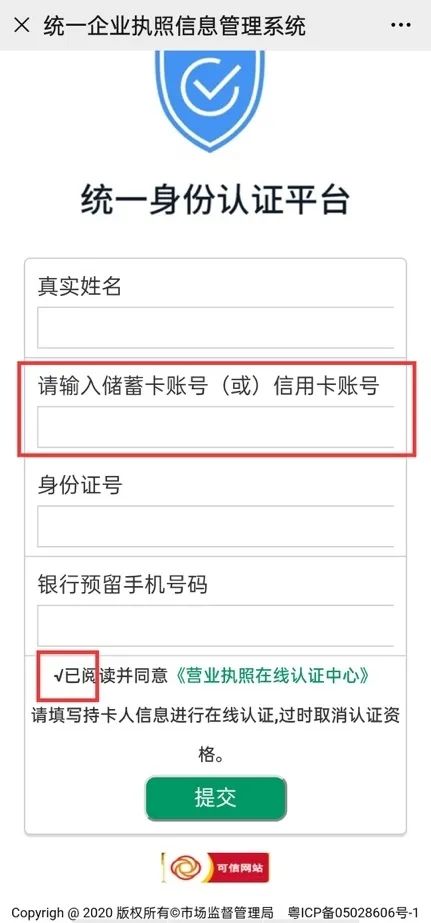 统一企业执照信息管理系统
统一身份认证平台
真实姓名
请输入储蓄卡账号（或）信用卡账号
身份证号
银行预留手机号码
√已阅读并同意《营业执照在线认证中心》
请填写持卡人信息进行在线认证,过时取消认证资
格。
提交
可信网站
Copyrigh @ 2020 版权所有©市场监督管理局 粤ICP备05028606号-1